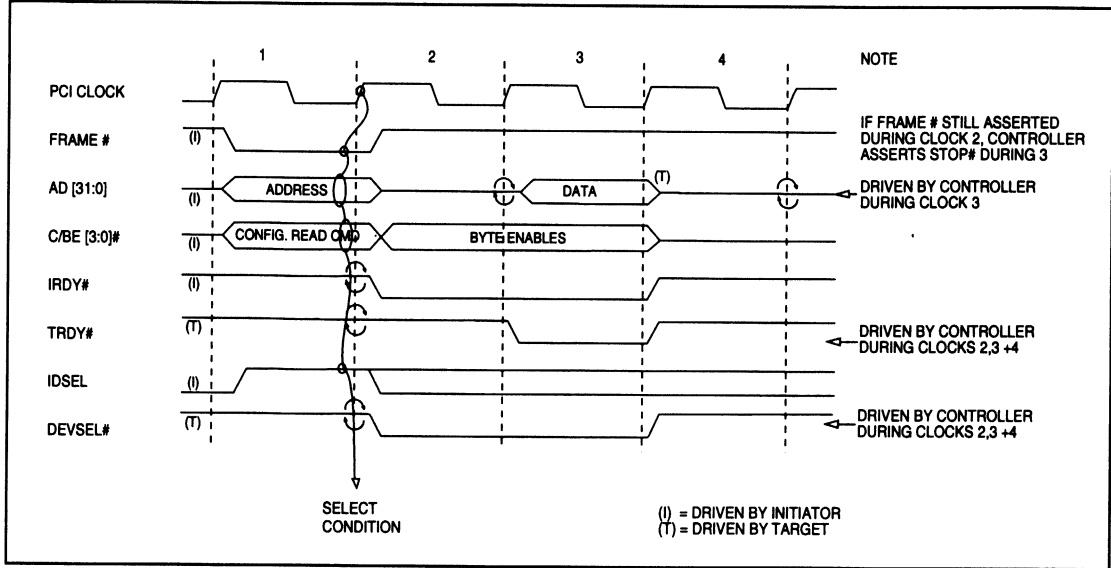 1 2 3 4 NOTE
PCI CLOCK
FRAME # (I)
IF FRAME # STILL ASSERTED
DURING CLOCK 2, CONTROLLER
ASSERTS STOP# DURING 3
AD [31:0] (I) ADDRESS DATA (T)
DRIVEN BY CONTROLLER
DURING CLOCK 3
C/BE [3:0]# (I) CONFIG. READ CMD BYTE ENABLES
IRDY# (I)
TRDY# (T)
DRIVEN BY CONTROLLER
DURING CLOCKS 2,3 +4
IDSEL (I)
DEVSEL# (T)
DRIVEN BY CONTROLLER
DURING CLOCKS 2,3 +4
SELECT
CONDITION
(I) = DRIVEN BY INITIATOR
(T) = DRIVEN BY TARGET